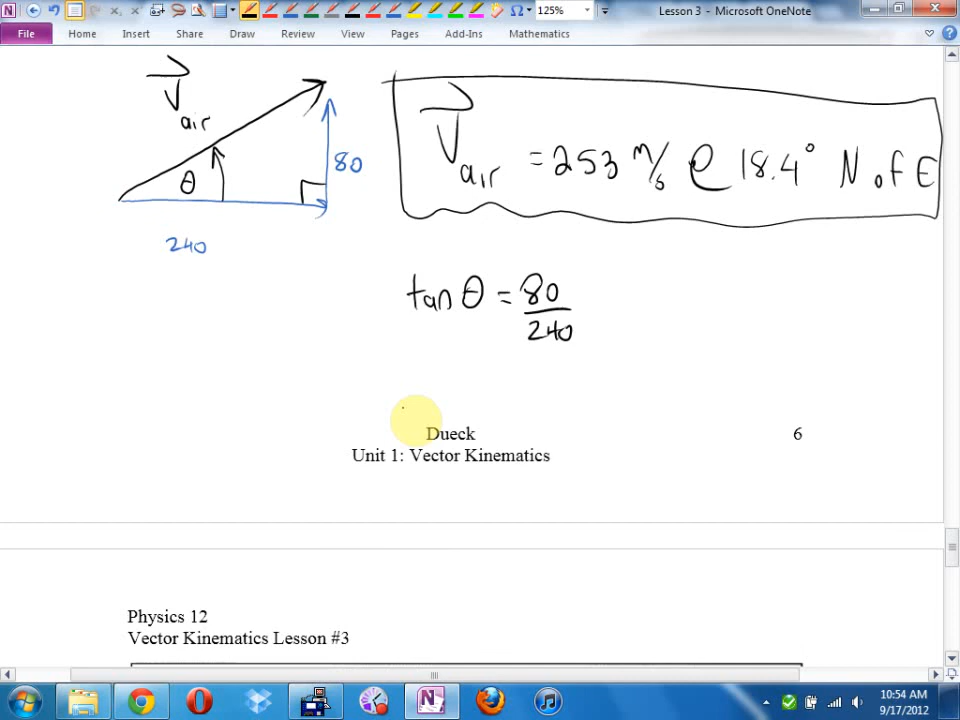 125%
Lesson 3 - Microsoft OneNote
File Home Insert Share Draw Review View Pages Add-Ins Mathematics
V air
θ
80
240
V air = 253 m/s @ 18.4° N of E
tan θ = 80/240
Dueck 6
Unit 1: Vector Kinematics
Physics 12
Vector Kinematics Lesson #3
10:54 AM
9/17/2012